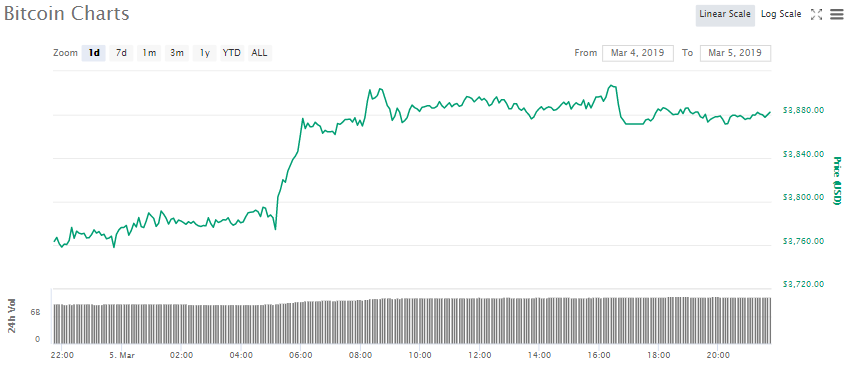 Bitcoin Charts
Linear Scale Log Scale
Zoom 1d 7d 1m 3m 1y YTD ALL From Mar 4, 2019 To Mar 5, 2019
$3,880.00
$3,840.00
$3,800.00
$3,760.00
$3,720.00
Price (USD)
24h Vol
6B
0
22:00 5. Mar 02:00 04:00 06:00 08:00 10:00 12:00 14:00 16:00 18:00 20:00